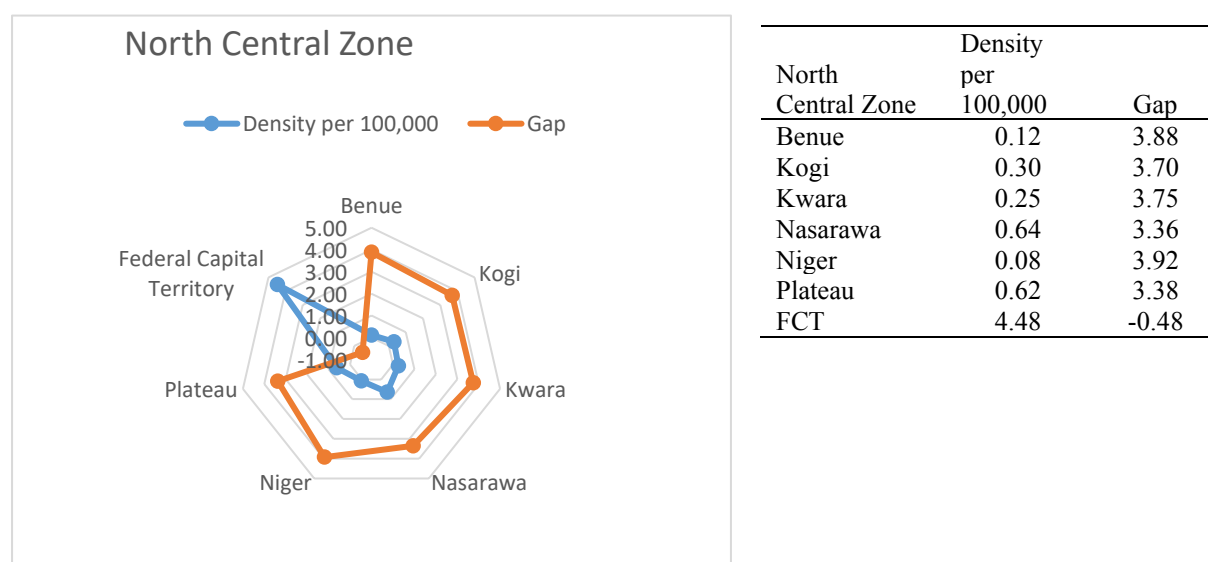 North Central Zone
Density per 100,000 Gap
Benue
5.00
4.00
3.00
2.00
1.00
0.00
-1.00
Kogi
Kwara
Nasarawa
Niger
Plateau
Federal Capital
Territory
Density
North per
Central Zone 100,000 Gap
Benue 0.12 3.88
Kogi 0.30 3.70
Kwara 0.25 3.75
Nasarawa 0.64 3.36
Niger 0.08 3.92
Plateau 0.62 3.38
FCT 4.48 -0.48